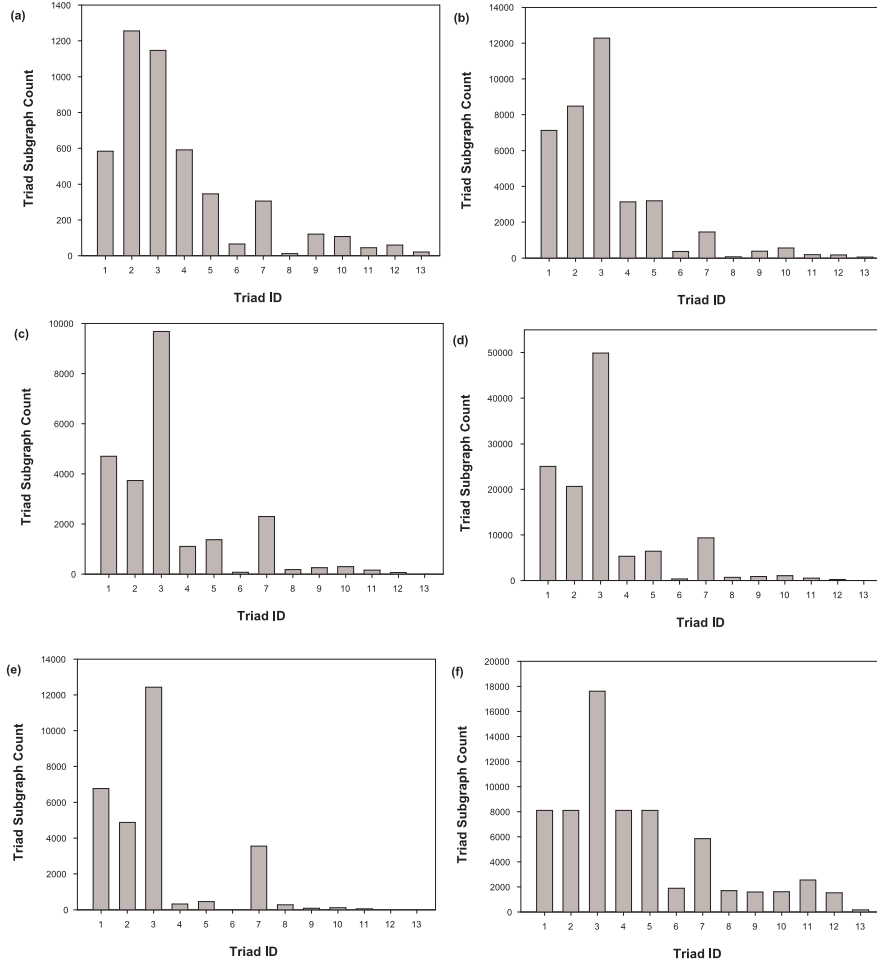 (a)
Triad Subgraph Count
1400
1200
1000
800
600
400
200
0
1 2 3 4 5 6 7 8 9 10 11 12 13
Triad ID
(b)
Triad Subgraph Count
14000
12000
10000
8000
6000
4000
2000
0
1 2 3 4 5 6 7 8 9 10 11 12 13
Triad ID
(c)
Triad Subgraph Count
10000
8000
6000
4000
2000
0
1 2 3 4 5 6 7 8 9 10 11 12 13
Triad ID
(d)
Triad Subgraph Count
50000
40000
30000
20000
10000
0
1 2 3 4 5 6 7 8 9 10 11 12 13
Triad ID
(e)
Triad Subgraph Count
14000
12000
10000
8000
6000
4000
2000
0
1 2 3 4 5 6 7 8 9 10 11 12 13
Triad ID
(f)
Triad Subgraph Count
20000
18000
16000
14000
12000
10000
8000
6000
4000
2000
0
1 2 3 4 5 6 7 8 9 10 11 12 13
Triad ID